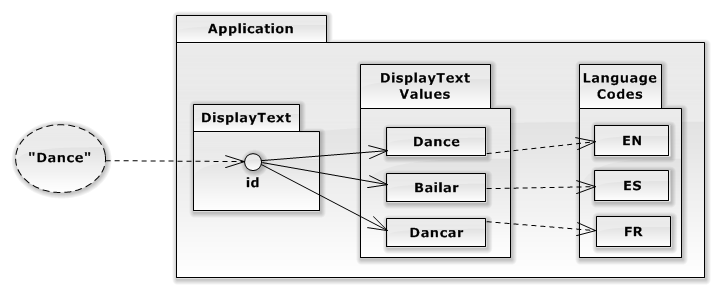 Application
DisplayText
DisplayText
Values
Language
Codes
"Dance"
id
Dance
Bailar
Dancar
EN
ES
FR